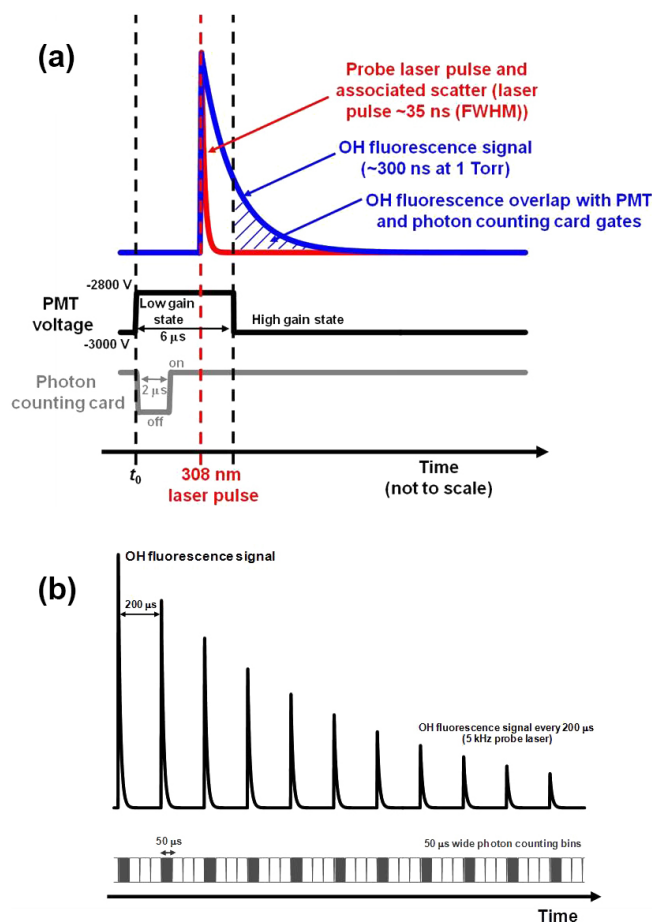 (a)
Probe laser pulse and
associated scatter (laser
pulse ~35 ns (FWHM))
OH fluorescence signal
(~300 ns at 1 Torr)
OH fluorescence overlap with PMT
and photon counting card gates
-2800 V
PMT
voltage
-3000 V
Low gain
state
6 μs
High gain state
Photon
counting card
on
2 μs
off
t0
308 nm
laser pulse
Time
(not to scale)
(b)
OH fluorescence signal
200 μs
OH fluorescence signal every 200 μs
(5 kHz probe laser)
50 μs
50 μs wide photon counting bins
Time